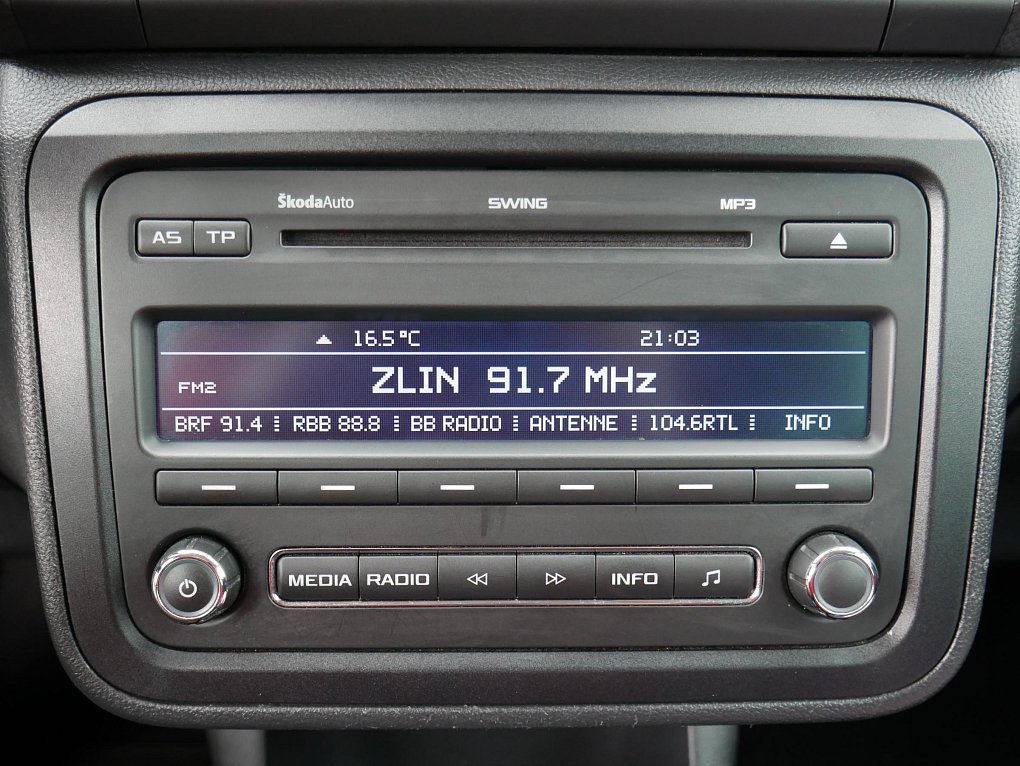 ŠkodaAuto SWING MP3
AS TP
16.5°C 21:03
FM2 ZLIN 91.7 MHz
BRF 91.4 RBB 88.8 BB RADIO ANTENNE 104.6RTL INFO
MEDIA RADIO INFO